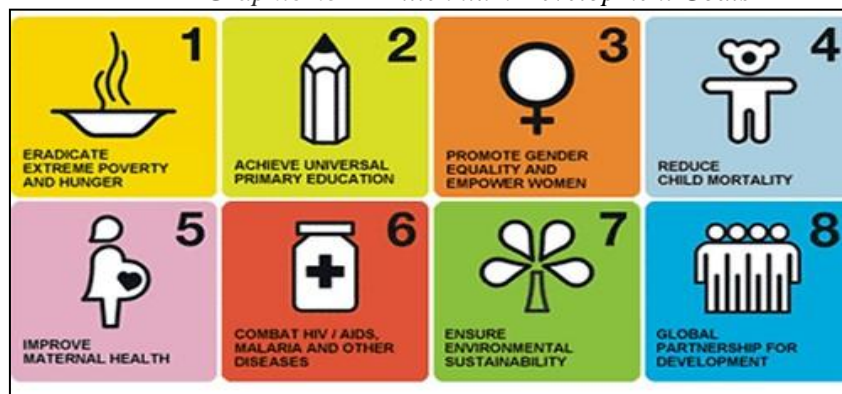 1
ERADICATE
EXTREME POVERTY
AND HUNGER
2
ACHIEVE UNIVERSAL
PRIMARY EDUCATION
3
PROMOTE GENDER
EQUALITY AND
EMPOWER WOMEN
4
REDUCE
CHILD MORTALITY
5
IMPROVE
MATERNAL HEALTH
6
COMBAT HIV / AIDS,
MALARIA AND OTHER
DISEASES
7
ENSURE
ENVIRONMENTAL
SUSTAINABILITY
8
GLOBAL
PARTNERSHIP FOR
DEVELOPMENT